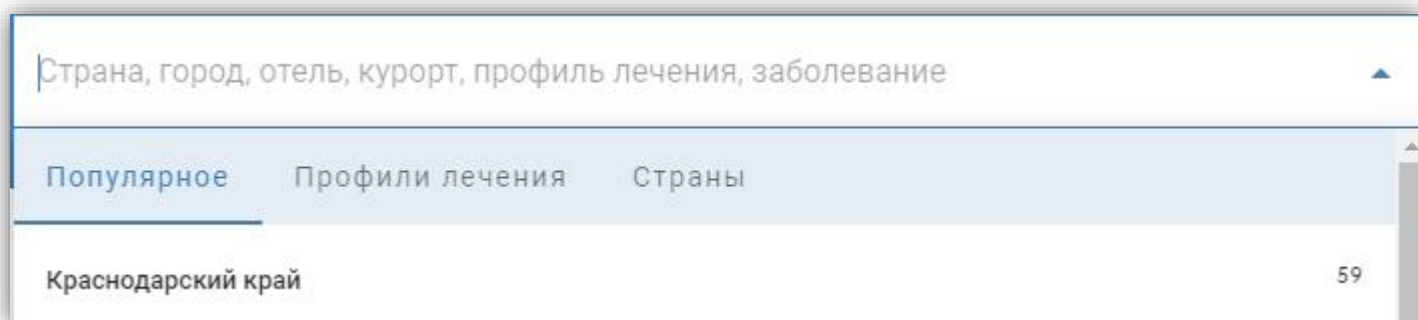 Страна, город, отель, курорт, профиль лечения, заболевание
Популярное Профили лечения Страны
Краснодарский край 59